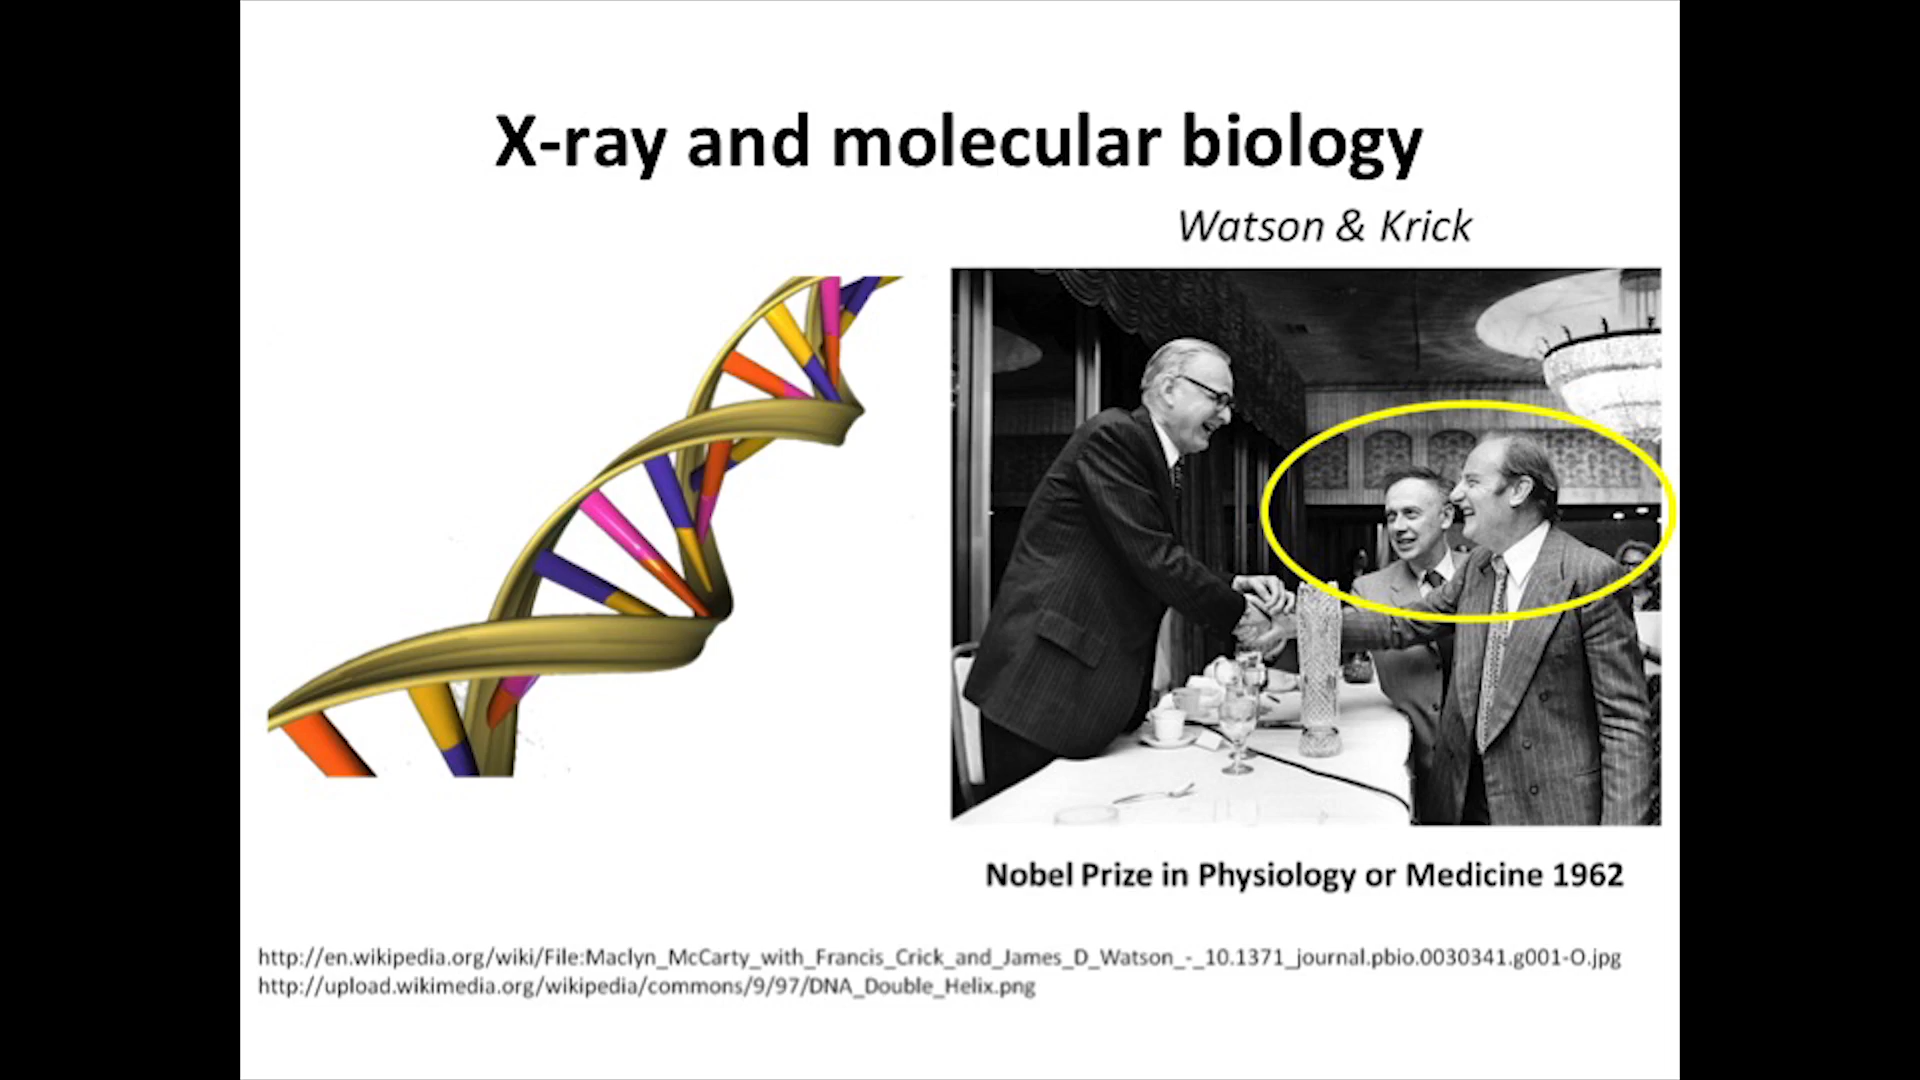 X-ray and molecular biology
Watson & Krick
Nobel Prize in Physiology or Medicine 1962
http://en.wikipedia.org/wiki/File:Maclyn_McCarty_with_Francis_Crick_and_James_D_Watson_-_10.1371_journal.pbio.0030341.g001-O.jpg
http://upload.wikimedia.org/wikipedia/commons/9/97/DNA_Double_Helix.png